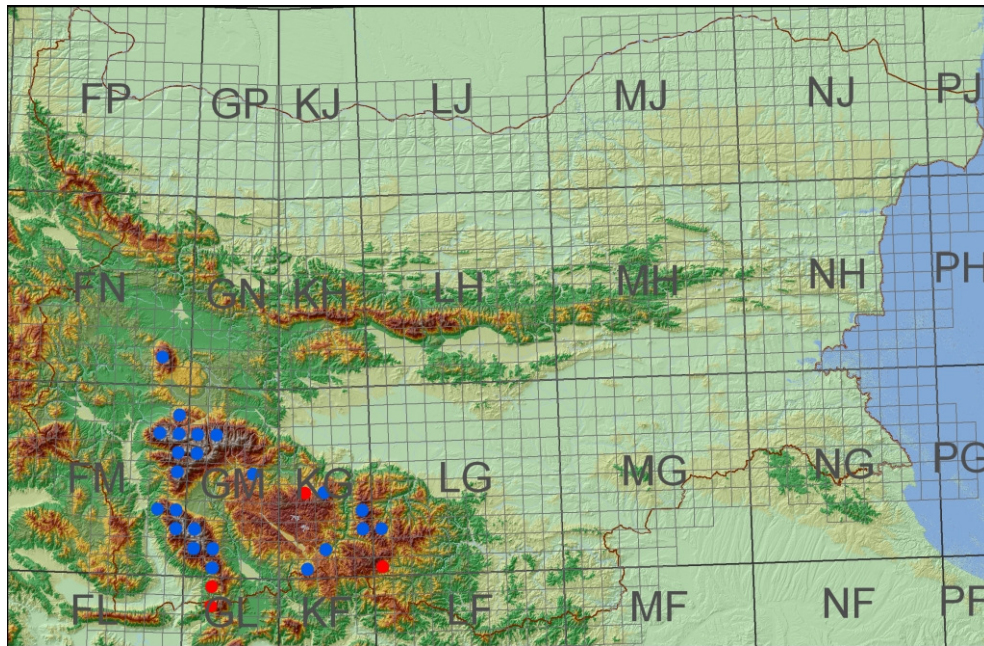 FP GP KJ LJ MJ NJ PJ
FN GN KH LH MH NH PH
FM GM KG LG MG NG PG
FL GL KF LF MF NF PF